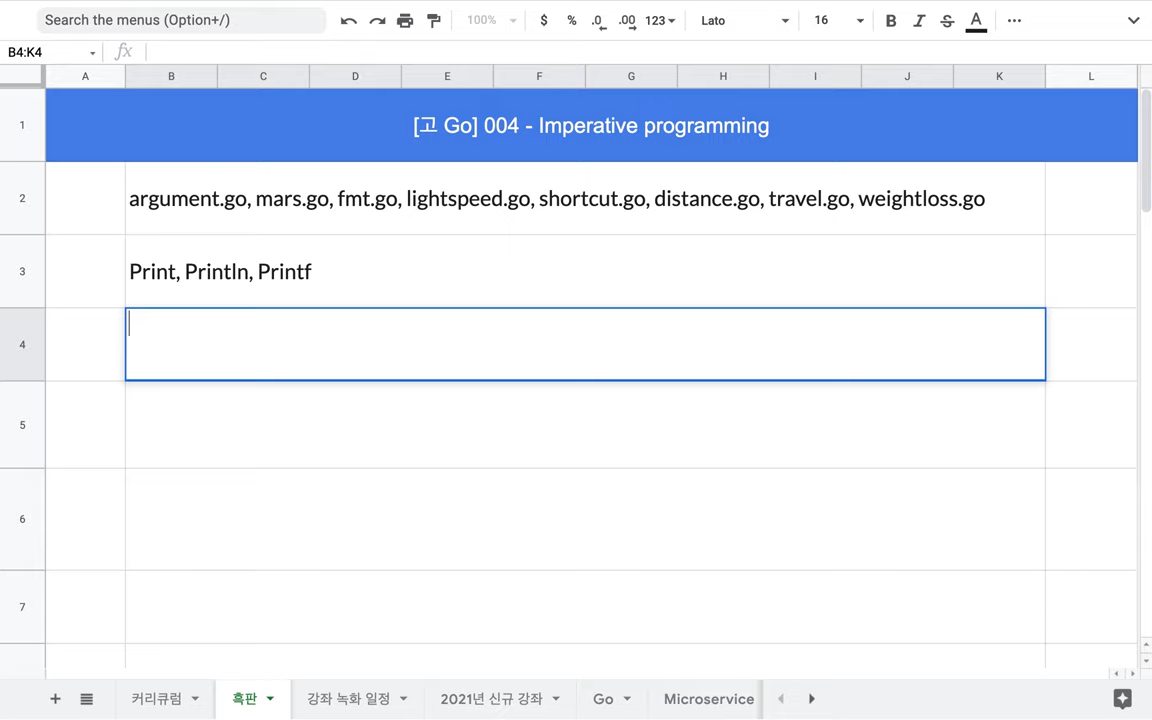 Search the menus (Option+/) 100% $ % .0 .00 123 Lato 16 B I S A
B4:K4 fx
A B C D E F G H I J K L
1 [고 Go] 004 - Imperative programming
2 argument.go, mars.go, fmt.go, lightspeed.go, shortcut.go, distance.go, travel.go, weightloss.go
3 Print, Println, Printf
4
5
6
7
커리큐럼 흑판 강좌 녹화 일정 2021년 신규 강좌 Go Microservice